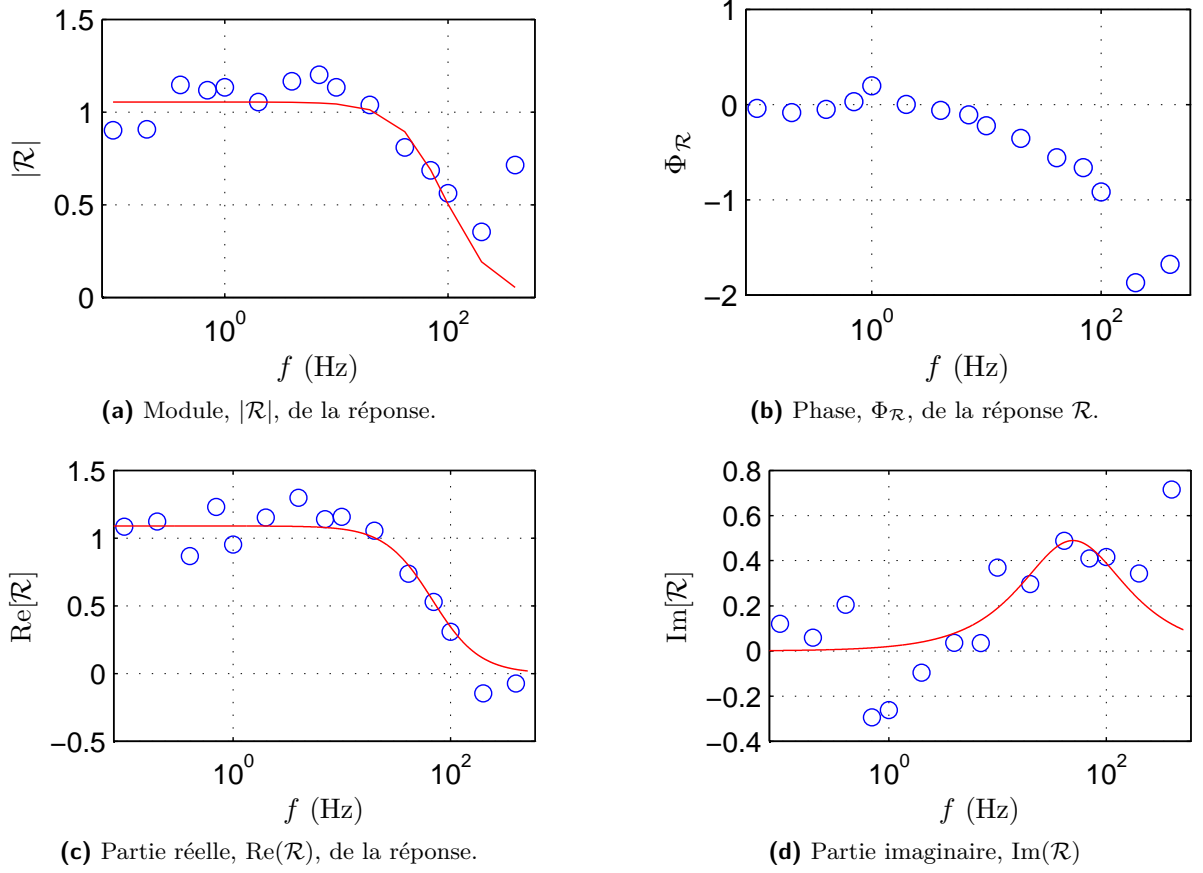 1.5
1
0.5
0
|R|
10^0
10^2
f (Hz)
(a) Module, |R|, de la réponse.
1
0
−1
−2
Φ_R
10^0
10^2
f (Hz)
(b) Phase, Φ_R, de la réponse R.
1.5
1
0.5
0
−0.5
Re[R]
10^0
10^2
f (Hz)
(c) Partie réelle, Re(R), de la réponse.
0.8
0.6
0.4
0.2
0
−0.2
−0.4
Im[R]
10^0
10^2
f (Hz)
(d) Partie imaginaire, Im(R)